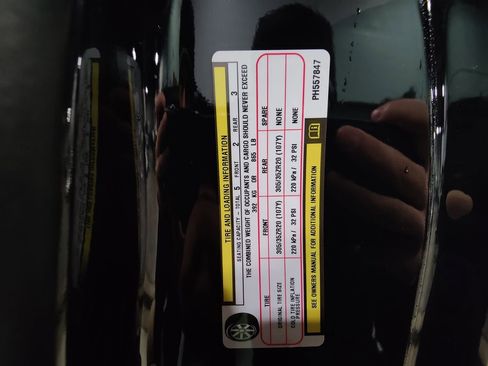 TIRE AND LOADING INFORMATION
SEATING CAPACITY - TOTAL 5 FRONT 2 REAR 3
THE COMBINED WEIGHT OF OCCUPANTS AND CARGO SHOULD NEVER EXCEED
392 KG OR 865 LB
TIRE FRONT REAR SPARE
ORIGINAL TIRE SIZE 305/35ZR20 (107Y) 305/35ZR20 (107Y) NONE
COLD TIRE INFLATION PRESSURE 220 kPa / 32 PSI 220 kPa / 32 PSI NONE
SEE OWNERS MANUAL FOR ADDITIONAL INFORMATION
PH557847